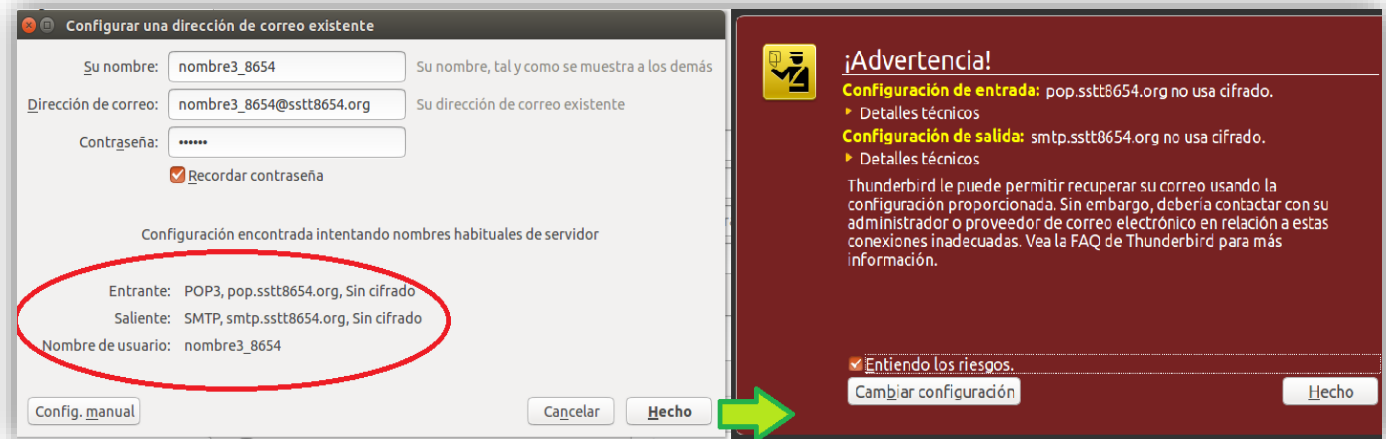 Configurar una dirección de correo existente
Su nombre: nombre3_8654 Su nombre, tal y como se muestra a los demás
Dirección de correo: nombre3_8654@sstt8654.org Su dirección de correo existente
Contraseña: ••••••
Recordar contraseña
Configuración encontrada intentando nombres habituales de servidor
Entrante: POP3, pop.sstt8654.org, Sin cifrado
Saliente: SMTP, smtp.sstt8654.org, Sin cifrado
Nombre de usuario: nombre3_8654
Config. manual Cancelar Hecho
¡Advertencia!
Configuración de entrada: pop.sstt8654.org no usa cifrado.
Detalles técnicos
Configuración de salida: smtp.sstt8654.org no usa cifrado.
Detalles técnicos
Thunderbird le puede permitir recuperar su correo usando la
configuración proporcionada. Sin embargo, debería contactar con su
administrador o proveedor de correo electrónico en relación a estas
conexiones inadecuadas. Vea la FAQ de Thunderbird para más
información.
Entiendo los riesgos.
Cambiar configuración Hecho